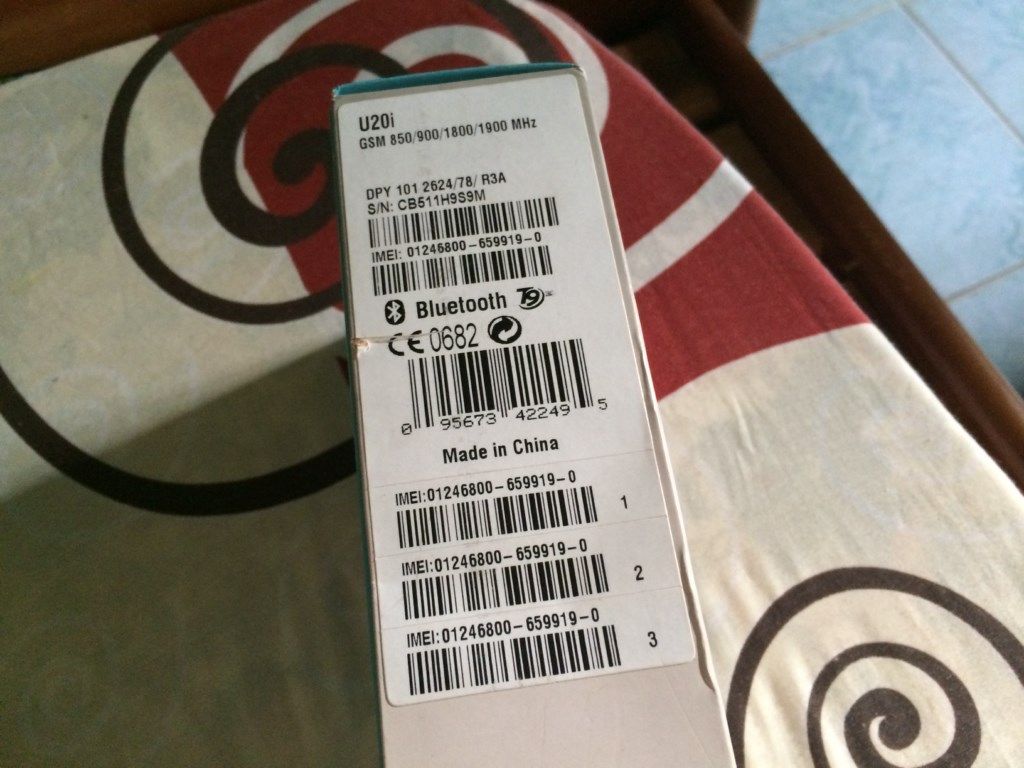 U20i
GSM 850/900/1800/1900 MHz
DPY 101 2624/78/ R3A
S/N: CB511H9S9M
IMEI: 01246800-659919-0
Bluetooth T9™
CE 0682
0 95673 42249 5
Made in China
IMEI:01246800-659919-0 1
IMEI:01246800-659919-0 2
IMEI:01246800-659919-0 3